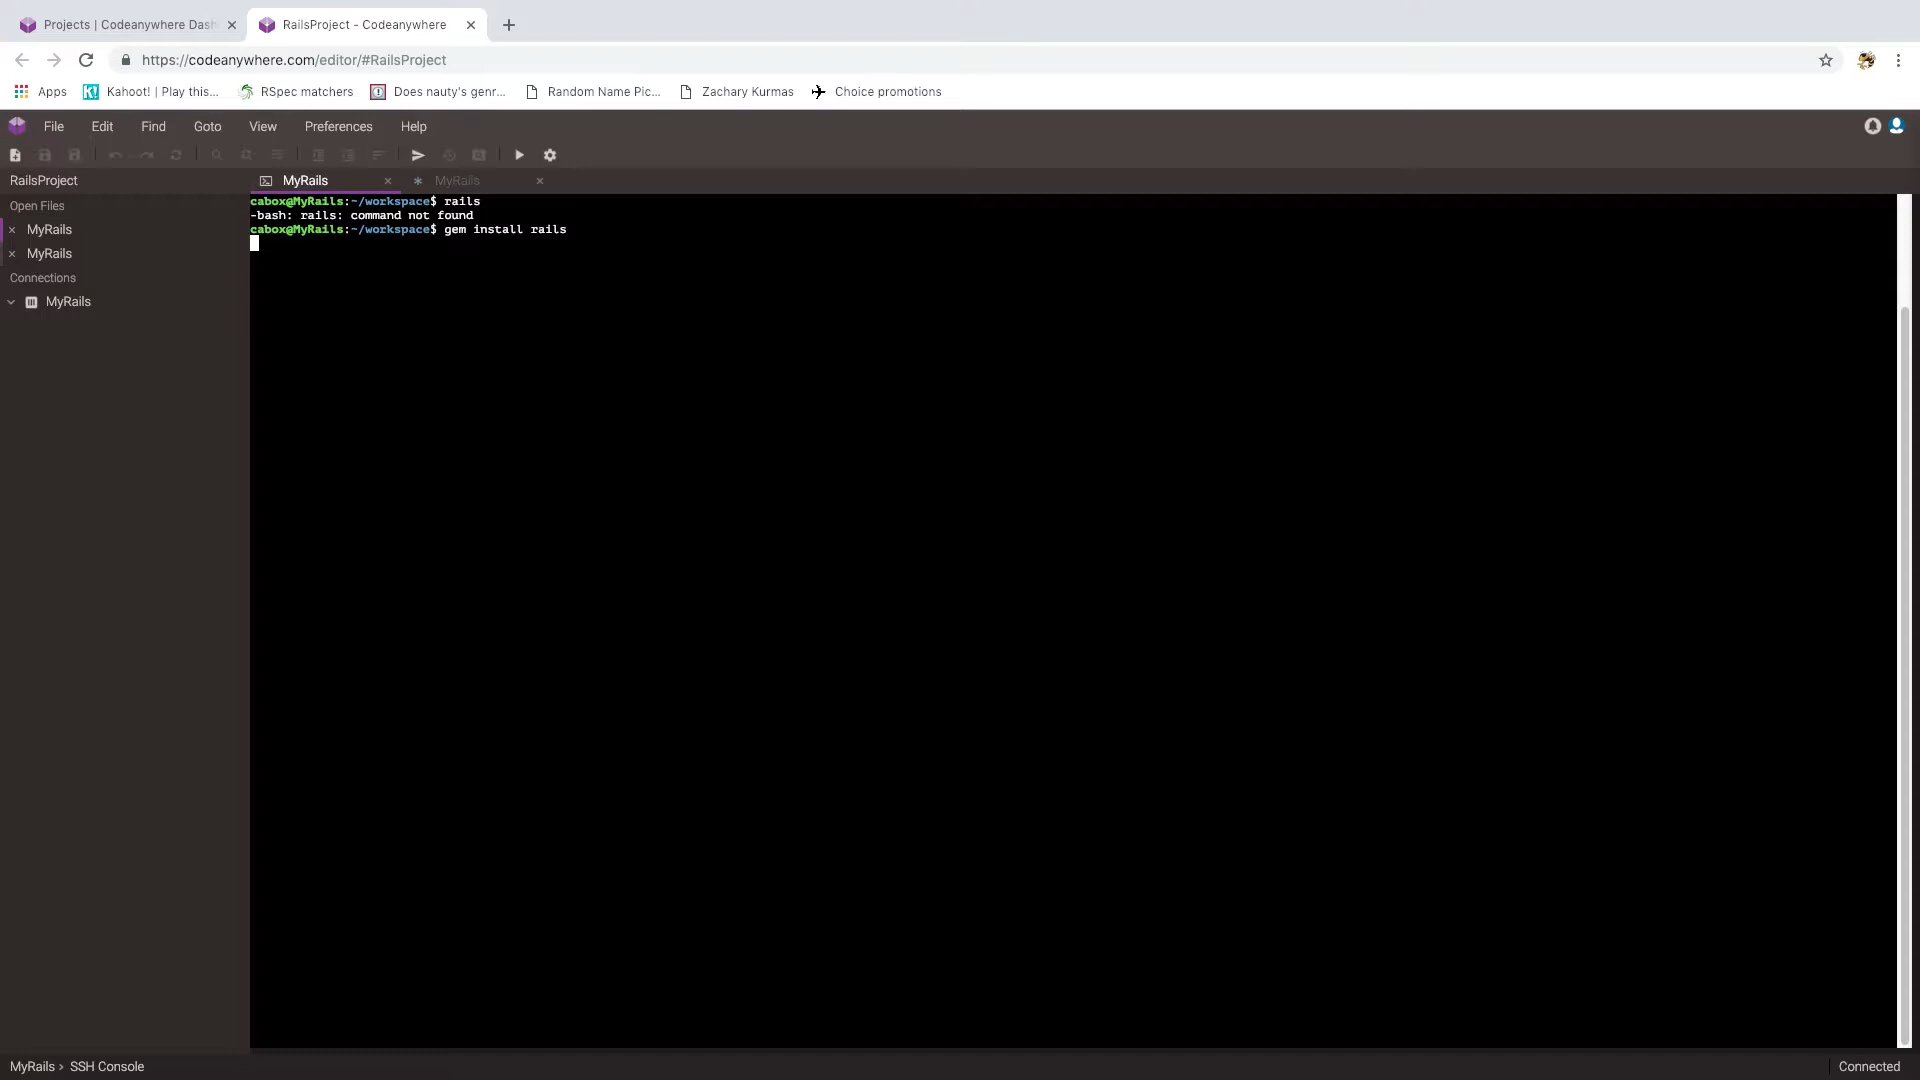 Projects | Codeanywhere Dash
RailsProject - Codeanywhere
https://codeanywhere.com/editor/#RailsProject
Apps
Kahoot! | Play this...
RSpec matchers
Does nauty's genr...
Random Name Pic...
Zachary Kurmas
Choice promotions
File Edit Find Goto View Preferences Help
RailsProject
MyRails
MyRails
Open Files
MyRails
MyRails
Connections
MyRails
cabox@MyRails:~/workspace$ rails
-bash: rails: command not found
cabox@MyRails:~/workspace$ gem install rails
MyRails › SSH Console
Connected